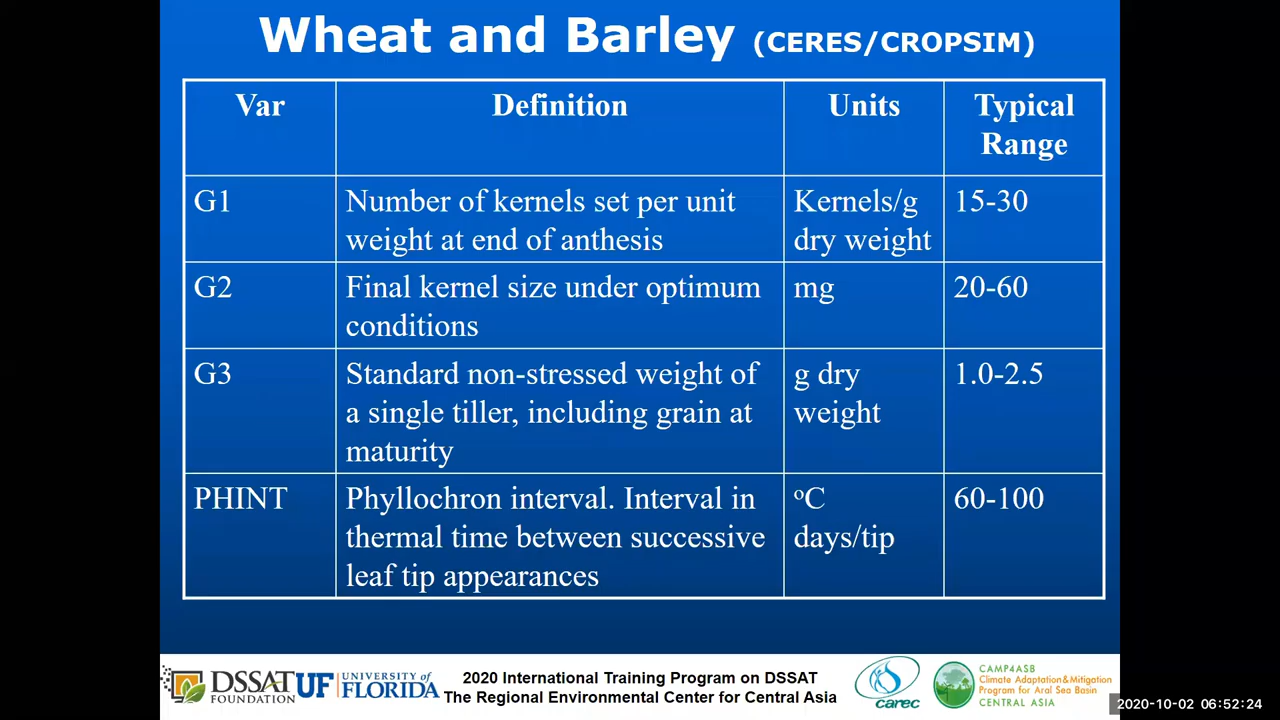 Wheat and Barley (CERES/CROPSIM)
Var
Definition
Units
Typical
Range
G1
Number of kernels set per unit
weight at end of anthesis
Kernels/g
dry weight
15-30
G2
Final kernel size under optimum
conditions
mg
20-60
G3
Standard non-stressed weight of
a single tiller, including grain at
maturity
g dry
weight
1.0-2.5
PHINT
Phyllochron interval. Interval in
thermal time between successive
leaf tip appearances
°C
days/tip
60-100
DSSAT
FOUNDATION
UF
UNIVERSITY of
FLORIDA
2020 International Training Program on DSSAT
The Regional Environmental Center for Central Asia
carec
CAMP4ASB
Climate Adaptation & Mitigation
Program for Aral Sea Basin
CENTRAL ASIA
2020-10-02 06:52:24